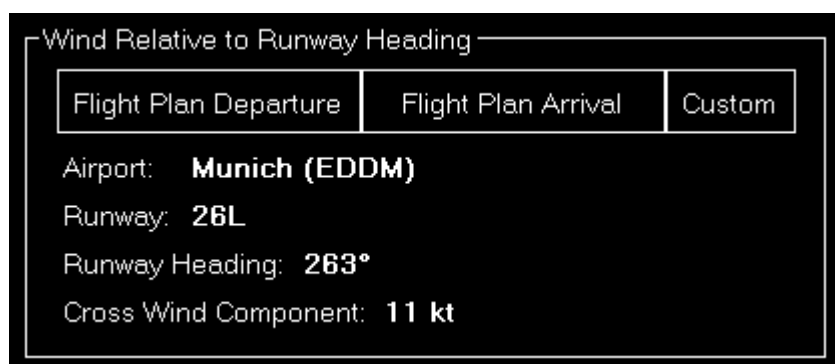 Wind Relative to Runway Heading
Flight Plan Departure Flight Plan Arrival Custom
Airport: Munich (EDDM)
Runway: 26L
Runway Heading: 263°
Cross Wind Component: 11 kt